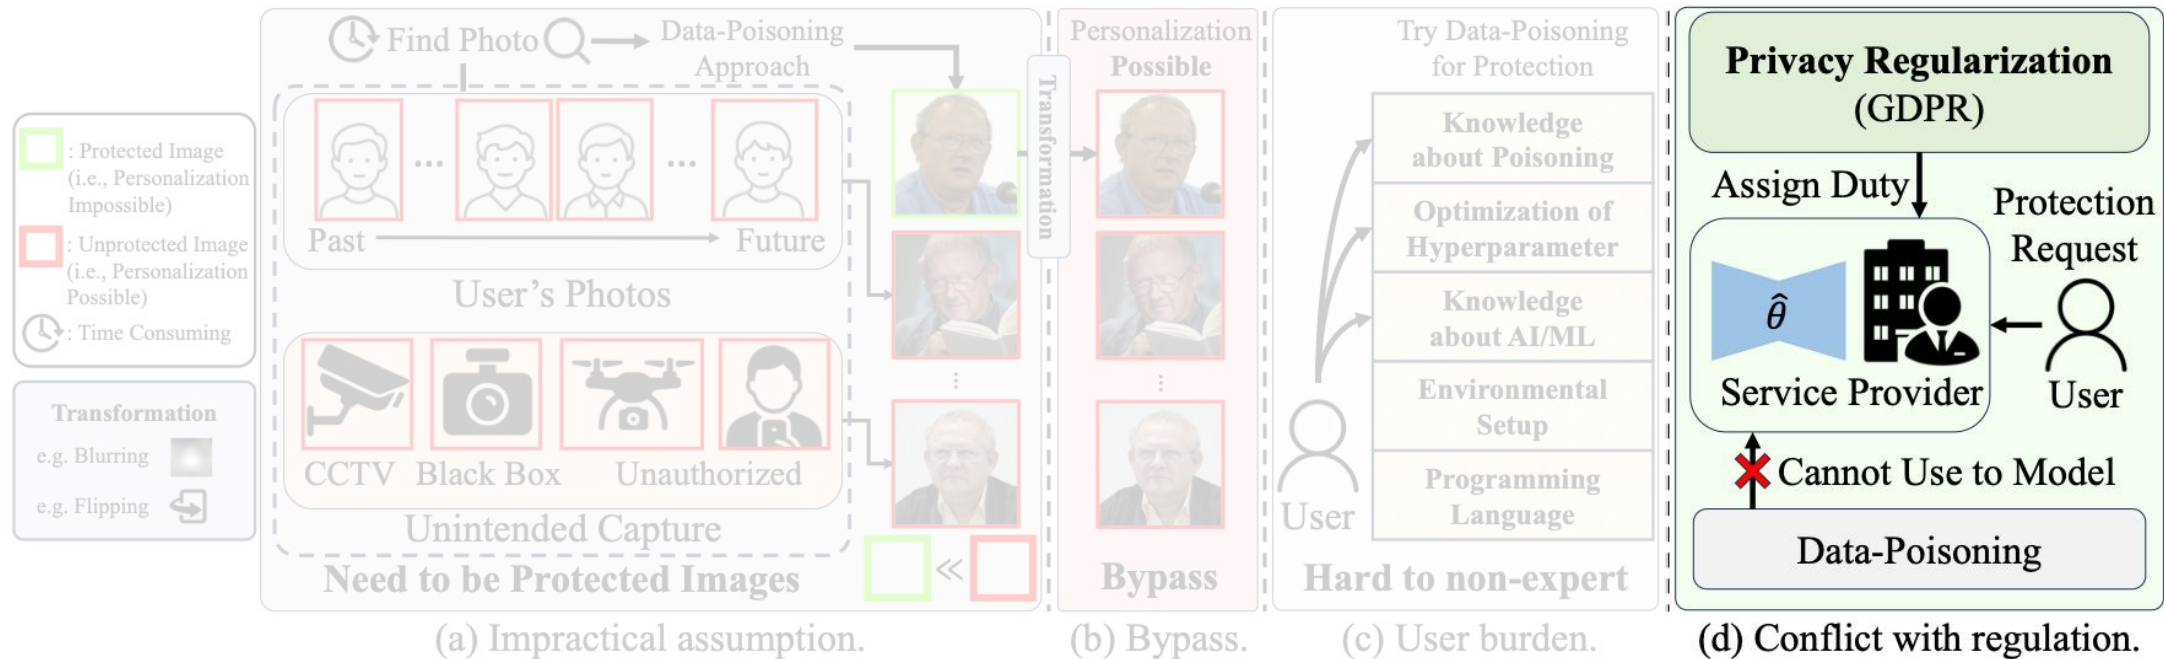 : Protected Image
(i.e., Personalization
Impossible)
: Unprotected Image
(i.e., Personalization
Possible)
: Time Consuming
Transformation
e.g. Blurring
e.g. Flipping
Find Photo
Data-Poisoning
Approach
...
...
Past
Future
User's Photos
CCTV
Black Box
Unauthorized
Unintended Capture
Need to be Protected Images
...
≪
(a) Impractical assumption.
Transformation
Personalization
Possible
...
Bypass
(b) Bypass.
Try Data-Poisoning
for Protection
Knowledge
about Poisoning
Optimization of
Hyperparameter
Knowledge
about AI/ML
Environmental
Setup
Programming
Language
User
Hard to non-expert
(c) User burden.
Privacy Regularization
(GDPR)
Assign Duty
Protection
Request
θ̂
Service Provider
User
Cannot Use to Model
Data-Poisoning
(d) Conflict with regulation.